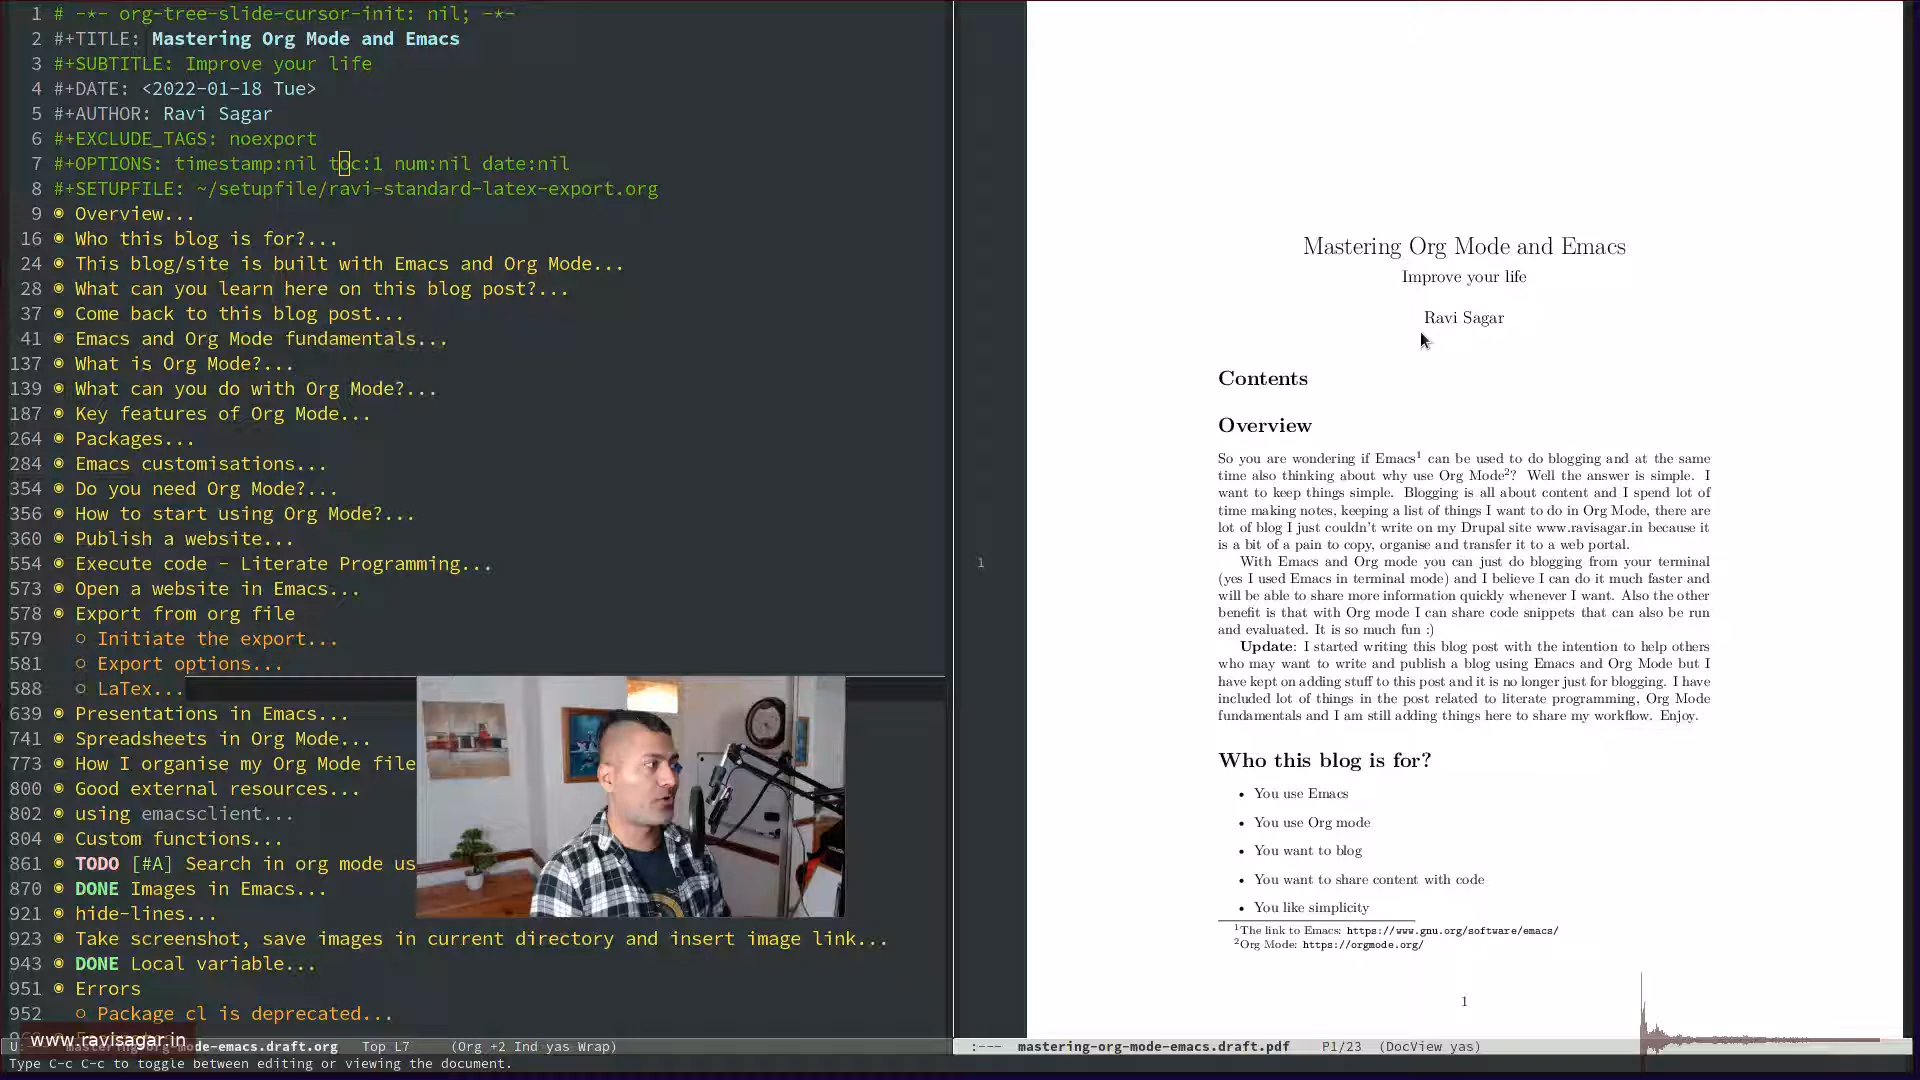 1 # -*- org-tree-slide-cursor-init: nil; -*-
2 #+TITLE: Mastering Org Mode and Emacs
3 #+SUBTITLE: Improve your life
4 #+DATE: <2022-01-18 Tue>
5 #+AUTHOR: Ravi Sagar
6 #+EXCLUDE_TAGS: noexport
7 #+OPTIONS: timestamp:nil toc:1 num:nil date:nil
8 #+SETUPFILE: ~/setupfile/ravi-standard-latex-export.org
9 ◉ Overview...
16 ◉ Who this blog is for?...
24 ◉ This blog/site is built with Emacs and Org Mode...
28 ◉ What can you learn here on this blog post?...
37 ◉ Come back to this blog post...
41 ◉ Emacs and Org Mode fundamentals...
137 ◉ What is Org Mode?...
139 ◉ What can you do with Org Mode?...
187 ◉ Key features of Org Mode...
264 ◉ Packages...
284 ◉ Emacs customisations...
354 ◉ Do you need Org Mode?...
356 ◉ How to start using Org Mode?...
360 ◉ Publish a website...
554 ◉ Execute code - Literate Programming...
573 ◉ Open a website in Emacs...
578 ◉ Export from org file
579 ○ Initiate the export...
581 ○ Export options...
588 ○ LaTex...
639 ◉ Presentations in Emacs...
741 ◉ Spreadsheets in Org Mode...
773 ◉ How I organise my Org Mode file
800 ◉ Good external resources...
802 ◉ using emacsclient...
804 ◉ Custom functions...
861 ◉ TODO [#A] Search in org mode us
870 ◉ DONE Images in Emacs...
921 ◉ hide-lines...
923 ◉ Take screenshot, save images in current directory and insert image link...
943 ◉ DONE Local variable...
951 ◉ Errors
952 ○ Package cl is deprecated...
www.ravisagar.in
mastering-org-mode-emacs.draft.org Top L7 (Org +2 Ind yas Wrap)
Type C-c C-c to toggle between editing or viewing the document.
1
Mastering Org Mode and Emacs
Improve your life
Ravi Sagar
Contents
Overview
So you are wondering if Emacs¹ can be used to do blogging and at the same
time also thinking about why use Org Mode²? Well the answer is simple. I
want to keep things simple. Blogging is all about content and I spend lot of
time making notes, keeping a list of things I want to do in Org Mode, there are
lot of blog I just couldn't write on my Drupal site www.ravisagar.in because it
is a bit of a pain to copy, organise and transfer it to a web portal.
With Emacs and Org mode you can just do blogging from your terminal
(yes I used Emacs in terminal mode) and I believe I can do it much faster and
will be able to share more information quickly whenever I want. Also the other
benefit is that with Org mode I can share code snippets that can also be run
and evaluated. It is so much fun :)
Update: I started writing this blog post with the intention to help others
who may want to write and publish a blog using Emacs and Org Mode but I
have kept on adding stuff to this post and it is no longer just for blogging. I have
included lot of things in the post related to literate programming, Org Mode
fundamentals and I am still adding things here to share my workflow. Enjoy.
Who this blog is for?
• You use Emacs
• You use Org mode
• You want to blog
• You want to share content with code
• You like simplicity
¹The link to Emacs: https://www.gnu.org/software/emacs/
²Org Mode: https://orgmode.org/
1
:--- mastering-org-mode-emacs.draft.pdf P1/23 (DocView yas)